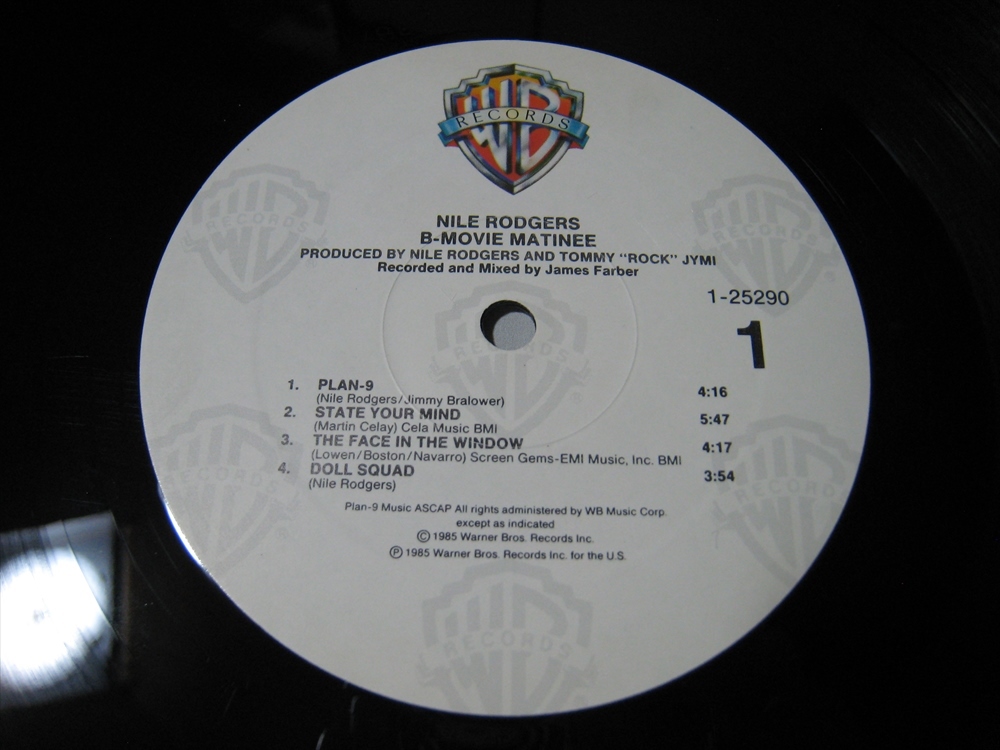 WB
RECORDS
NILE RODGERS
B-MOVIE MATINEE
PRODUCED BY NILE RODGERS AND TOMMY "ROCK" JYMI
Recorded and Mixed by James Farber
1-25290
1
1. PLAN-9 4:16
(Nile Rodgers/Jimmy Bralower)
2. STATE YOUR MIND 5:47
(Martin Celay) Cela Music BMI
3. THE FACE IN THE WINDOW 4:17
(Lowen/Boston/Navarro) Screen Gems-EMI Music, Inc. BMI
4. DOLL SQUAD 3:54
(Nile Rodgers)
Plan-9 Music ASCAP All rights administered by WB Music Corp.
except as indicated
© 1985 Warner Bros. Records Inc.
℗ 1985 Warner Bros. Records Inc. for the U.S.